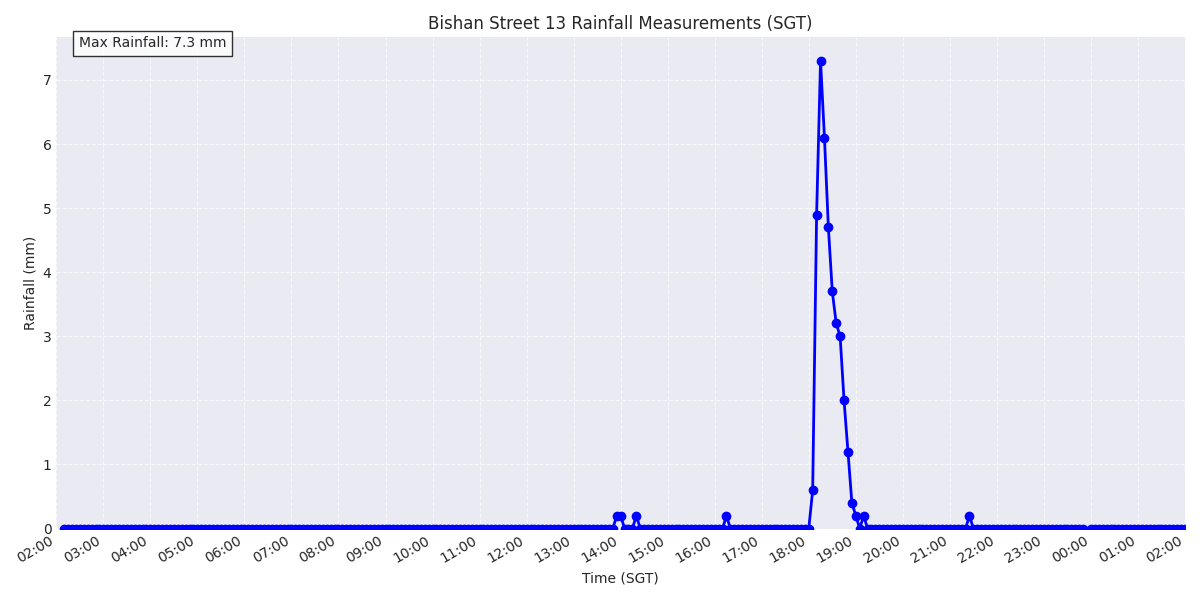 Bishan Street 13 Rainfall Measurements (SGT)
Max Rainfall: 7.3 mm
7
6
5
4
3
2
1
0
Rainfall (mm)
02:00 03:00 04:00 05:00 06:00 07:00 08:00 09:00 10:00 11:00 12:00 13:00 14:00 15:00 16:00 17:00 18:00 19:00 20:00 21:00 22:00 23:00 00:00 01:00 02:00
Time (SGT)